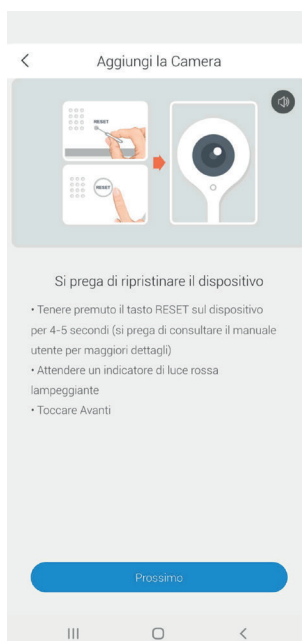 Aggiungi la Camera
RESET
RESET
Si prega di ripristinare il dispositivo
• Tenere premuto il tasto RESET sul dispositivo
per 4-5 secondi (si prega di consultare il manuale
utente per maggiori dettagli)
• Attendere un indicatore di luce rossa
lampeggiante
• Toccare Avanti
Prossimo